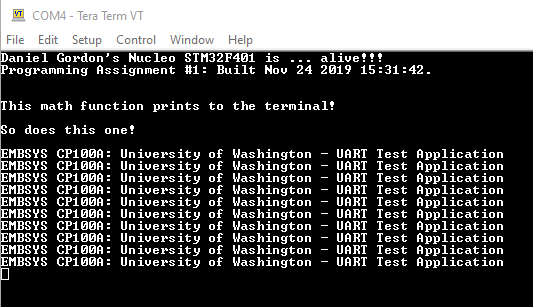 COM4 - Tera Term VT
File Edit Setup Control Window Help
Daniel Gordon's Nucleo STM32F401 is ... alive!!!
Programming Assignment #1: Built Nov 24 2019 15:31:42.
This math function prints to the terminal!
So does this one!
EMBSYS CP100A: University of Washington - UART Test Application
EMBSYS CP100A: University of Washington - UART Test Application
EMBSYS CP100A: University of Washington - UART Test Application
EMBSYS CP100A: University of Washington - UART Test Application
EMBSYS CP100A: University of Washington - UART Test Application
EMBSYS CP100A: University of Washington - UART Test Application
EMBSYS CP100A: University of Washington - UART Test Application
EMBSYS CP100A: University of Washington - UART Test Application
EMBSYS CP100A: University of Washington - UART Test Application
EMBSYS CP100A: University of Washington - UART Test Application